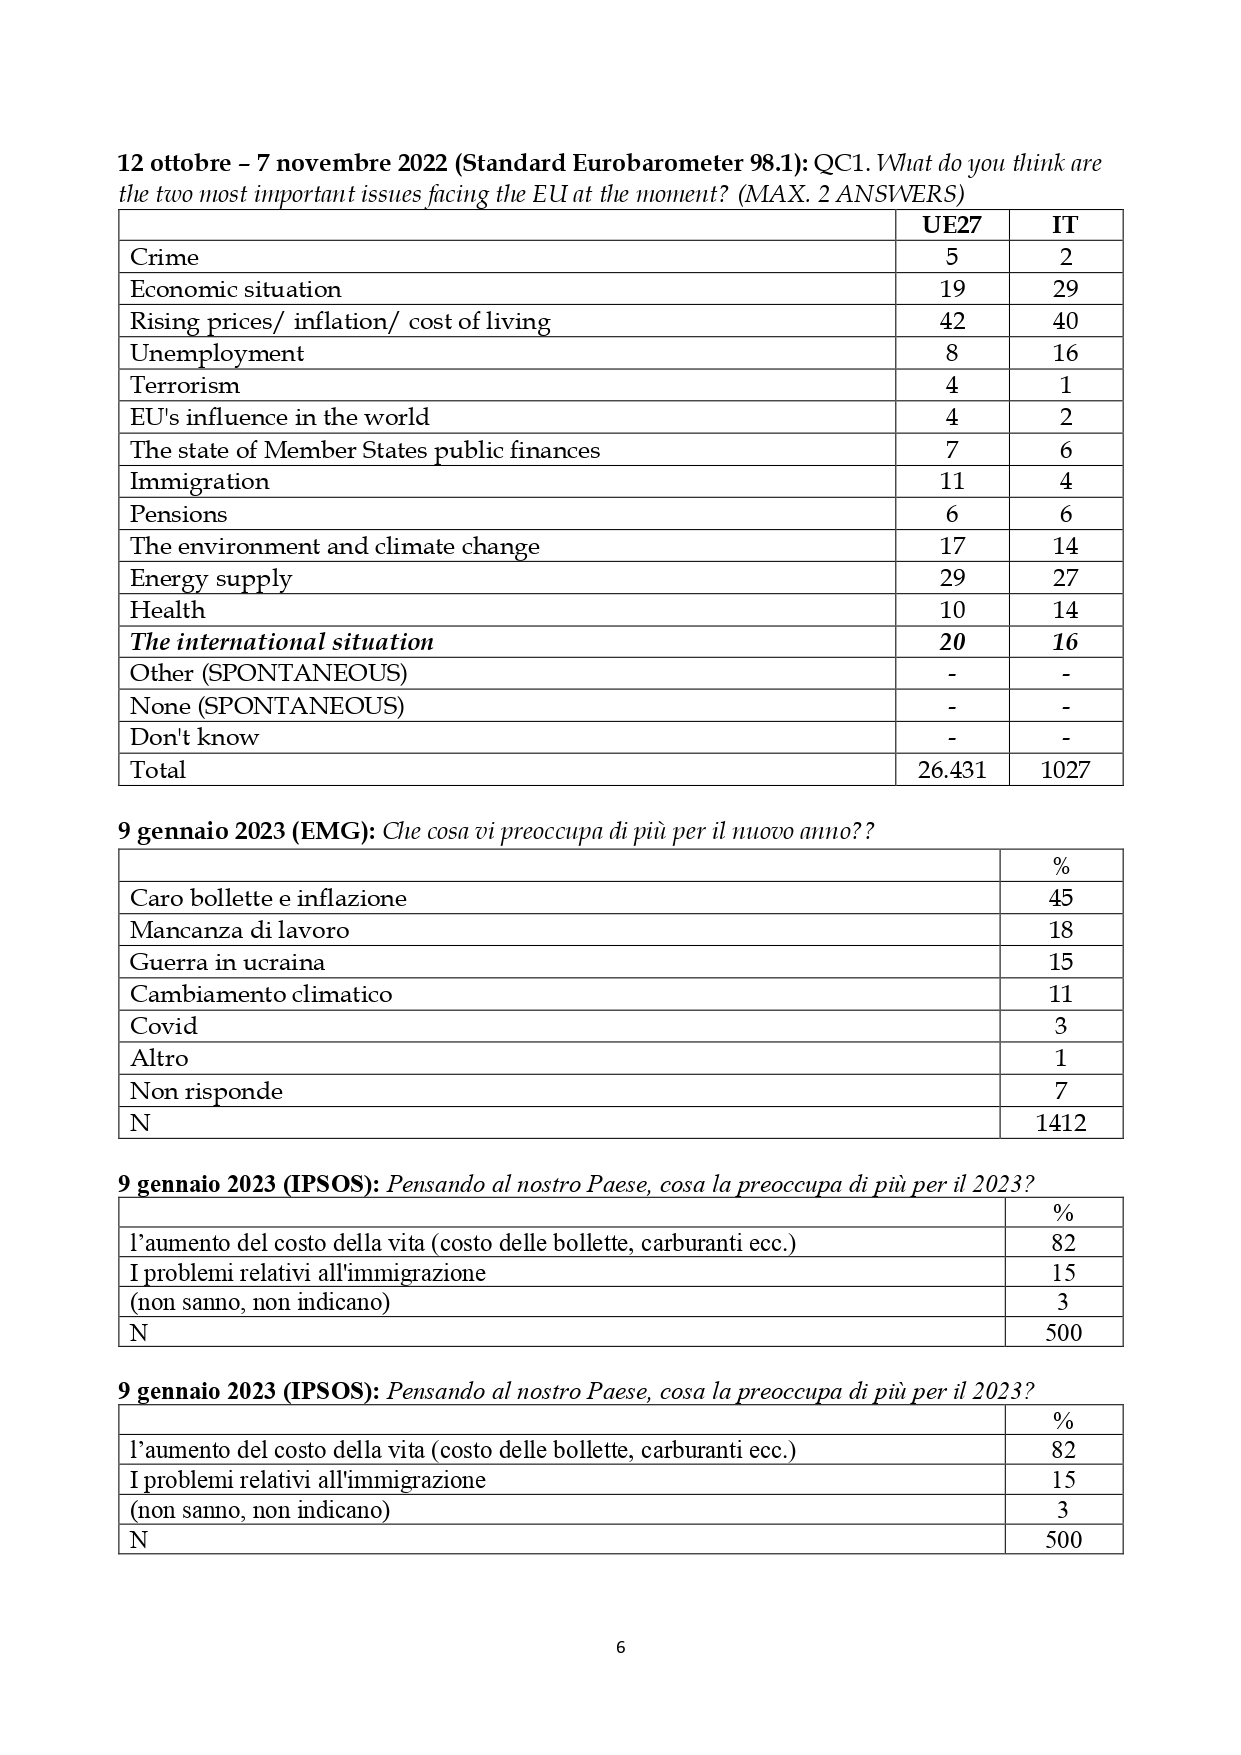 12 ottobre – 7 novembre 2022 (Standard Eurobarometer 98.1): QC1. What do you think are
the two most important issues facing the EU at the moment? (MAX. 2 ANSWERS)
UE27 IT
Crime 5 2
Economic situation 19 29
Rising prices/ inflation/ cost of living 42 40
Unemployment 8 16
Terrorism 4 1
EU's influence in the world 4 2
The state of Member States public finances 7 6
Immigration 11 4
Pensions 6 6
The environment and climate change 17 14
Energy supply 29 27
Health 10 14
The international situation 20 16
Other (SPONTANEOUS) - -
None (SPONTANEOUS) - -
Don't know - -
Total 26.431 1027
9 gennaio 2023 (EMG): Che cosa vi preoccupa di più per il nuovo anno??
%
Caro bollette e inflazione 45
Mancanza di lavoro 18
Guerra in ucraina 15
Cambiamento climatico 11
Covid 3
Altro 1
Non risponde 7
N 1412
9 gennaio 2023 (IPSOS): Pensando al nostro Paese, cosa la preoccupa di più per il 2023?
%
l’aumento del costo della vita (costo delle bollette, carburanti ecc.) 82
I problemi relativi all'immigrazione 15
(non sanno, non indicano) 3
N 500
9 gennaio 2023 (IPSOS): Pensando al nostro Paese, cosa la preoccupa di più per il 2023?
%
l’aumento del costo della vita (costo delle bollette, carburanti ecc.) 82
I problemi relativi all'immigrazione 15
(non sanno, non indicano) 3
N 500
6